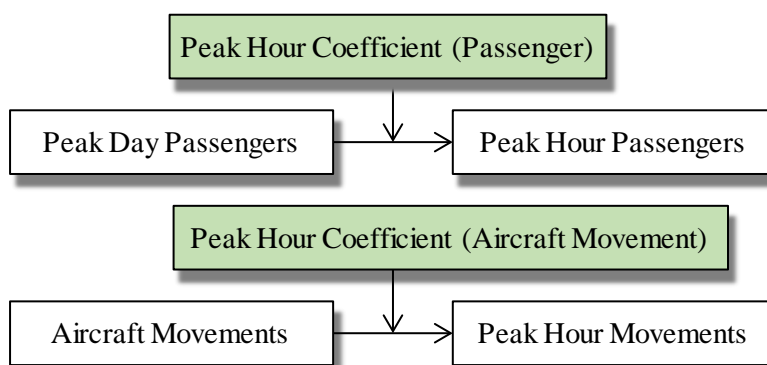 Peak Hour Coefficient (Passenger)
Peak Day Passengers
Peak Hour Passengers
Peak Hour Coefficient (Aircraft Movement)
Aircraft Movements
Peak Hour Movements